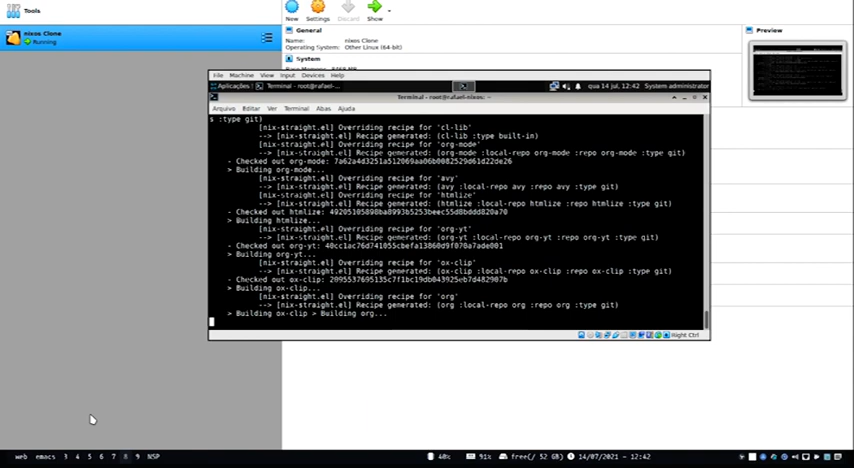 Tools
New Settings Discard Show
nixos Clone
Running
General
Name: nixos Clone
Operating System: Other Linux (64-bit)
System
Preview
File Machine View Input Devices Help
Aplicações Terminal - root@rafael-... qua 14 jul, 12:42 System administrator
Terminal - root@rafael-nixos: ~
Arquivo Editar Ver Terminal Abas Ajuda
s :type git)
[nix-straight.el] Overriding recipe for 'cl-lib'
--> [nix-straight.el] Recipe generated: (cl-lib :type built-in)
[nix-straight.el] Overriding recipe for 'org-mode'
--> [nix-straight.el] Recipe generated: (org-mode :local-repo org-mode :repo org-mode :type git)
- Checked out org-mode: 7a62a4d3251a512069aa06b0082529d61d22de26
> Building org-mode...
[nix-straight.el] Overriding recipe for 'avy'
--> [nix-straight.el] Recipe generated: (avy :local-repo avy :repo avy :type git)
[nix-straight.el] Overriding recipe for 'htmlize'
--> [nix-straight.el] Recipe generated: (htmlize :local-repo htmlize :repo htmlize :type git)
- Checked out htmlize: 49205105898ba8993b5253beec55d8bddd820a70
> Building htmlize...
[nix-straight.el] Overriding recipe for 'org-yt'
--> [nix-straight.el] Recipe generated: (org-yt :local-repo org-yt :repo org-yt :type git)
- Checked out org-yt: 40cc1ac76d741055cbefa13860d9f070a7ade001
> Building org-yt...
[nix-straight.el] Overriding recipe for 'ox-clip'
--> [nix-straight.el] Recipe generated: (ox-clip :local-repo ox-clip :repo ox-clip :type git)
- Checked out ox-clip: 2095537695135c7f1bc19db043925eb7d482907b
> Building ox-clip...
[nix-straight.el] Overriding recipe for 'org'
--> [nix-straight.el] Recipe generated: (org :local-repo org :repo org :type git)
> Building ox-clip > Building org...
Right Ctrl
web emacs 3 4 5 6 7 8 9 NSP
40% 91% free(/ 52 GB) 14/07/2021 - 12:42